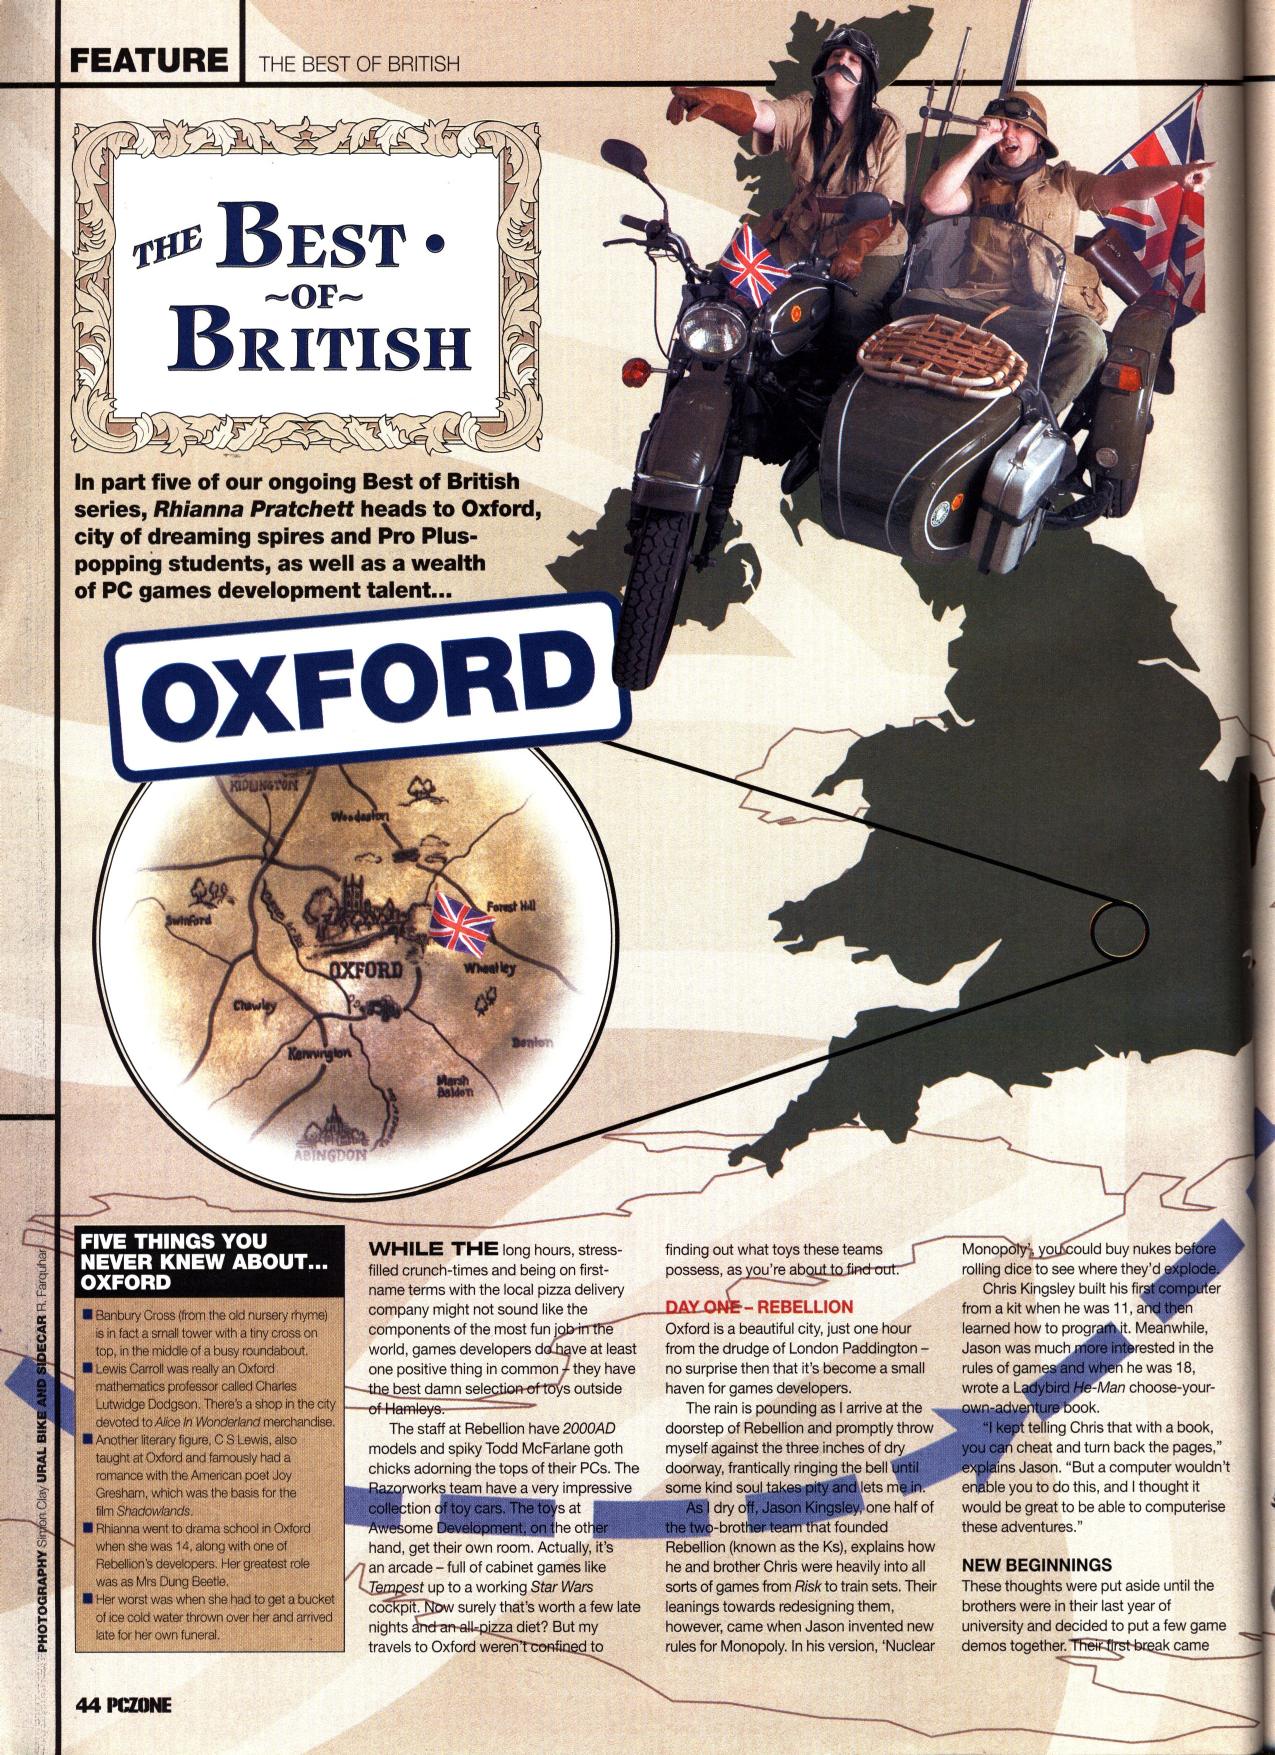 FEATURE
THE BEST OF BRITISH
THE BEST •
~OF~
BRITISH
In part five of our ongoing Best of British
series, Rhianna Pratchett heads to Oxford,
city of dreaming spires and Pro Plus-
popping students, as well as a wealth
of PC games development talent...
OXFORD
KIDLINGTON
Woodeaton
Swinford
Forest Hill
OXFORD
Wheatley
Chawley
Kennington
Denton
Marsh
Baldon
ABINGDON
PHOTOGRAPHY Simon Clay URAL BIKE AND SIDECAR R. Farquhar
FIVE THINGS YOU
NEVER KNEW ABOUT...
OXFORD
Banbury Cross (from the old nursery rhyme)
is in fact a small tower with a tiny cross on
top, in the middle of a busy roundabout.
Lewis Carroll was really an Oxford
mathematics professor called Charles
Lutwidge Dodgson. There's a shop in the city
devoted to Alice In Wonderland merchandise.
Another literary figure, C S Lewis, also
taught at Oxford and famously had a
romance with the American poet Joy
Gresham, which was the basis for the
film Shadowlands.
Rhianna went to drama school in Oxford
when she was 14, along with one of
Rebellion's developers. Her greatest role
was as Mrs Dung Beetle.
Her worst was when she had to get a bucket
of ice cold water thrown over her and arrived
late for her own funeral.
WHILE THE long hours, stress-
filled crunch-times and being on first-
name terms with the local pizza delivery
company might not sound like the
components of the most fun job in the
world, games developers do have at least
one positive thing in common – they have
the best damn selection of toys outside
of Hamleys.
The staff at Rebellion have 2000AD
models and spiky Todd McFarlane goth
chicks adorning the tops of their PCs. The
Razorworks team have a very impressive
collection of toy cars. The toys at
Awesome Development, on the other
hand, get their own room. Actually, it's
an arcade – full of cabinet games like
Tempest up to a working Star Wars
cockpit. Now surely that's worth a few late
nights and an all-pizza diet? But my
travels to Oxford weren't confined to
finding out what toys these teams
possess, as you're about to find out.
DAY ONE – REBELLION
Oxford is a beautiful city, just one hour
from the drudge of London Paddington –
no surprise then that it's become a small
haven for games developers.
The rain is pounding as I arrive at the
doorstep of Rebellion and promptly throw
myself against the three inches of dry
doorway, frantically ringing the bell until
some kind soul takes pity and lets me in.
As I dry off, Jason Kingsley, one half of
the two-brother team that founded
Rebellion (known as the Ks), explains how
he and brother Chris were heavily into all
sorts of games from Risk to train sets. Their
leanings towards redesigning them,
however, came when Jason invented new
rules for Monopoly. In his version, 'Nuclear
Monopoly', you could buy nukes before
rolling dice to see where they'd explode.
Chris Kingsley built his first computer
from a kit when he was 11, and then
learned how to program it. Meanwhile,
Jason was much more interested in the
rules of games and when he was 18,
wrote a Ladybird He-Man choose-your-
own-adventure book.
"I kept telling Chris that with a book,
you can cheat and turn back the pages,"
explains Jason. "But a computer wouldn't
enable you to do this, and I thought it
would be great to be able to computerise
these adventures."
NEW BEGINNINGS
These thoughts were put aside until the
brothers were in their last year of
university and decided to put a few game
demos together. Their first break came
44 PCZONE